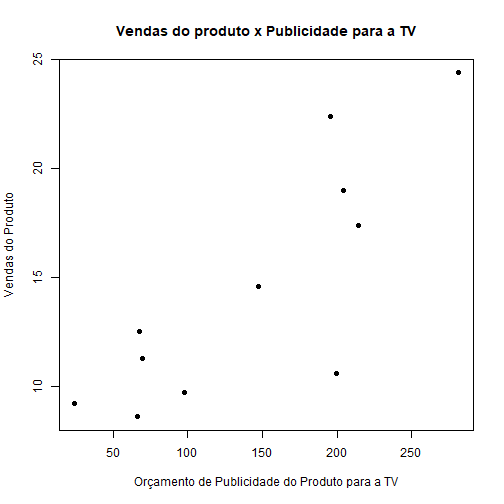 Vendas do produto x Publicidade para a TV
25
20
15
10
Vendas do Produto
50 100 150 200 250
Orçamento de Publicidade do Produto para a TV